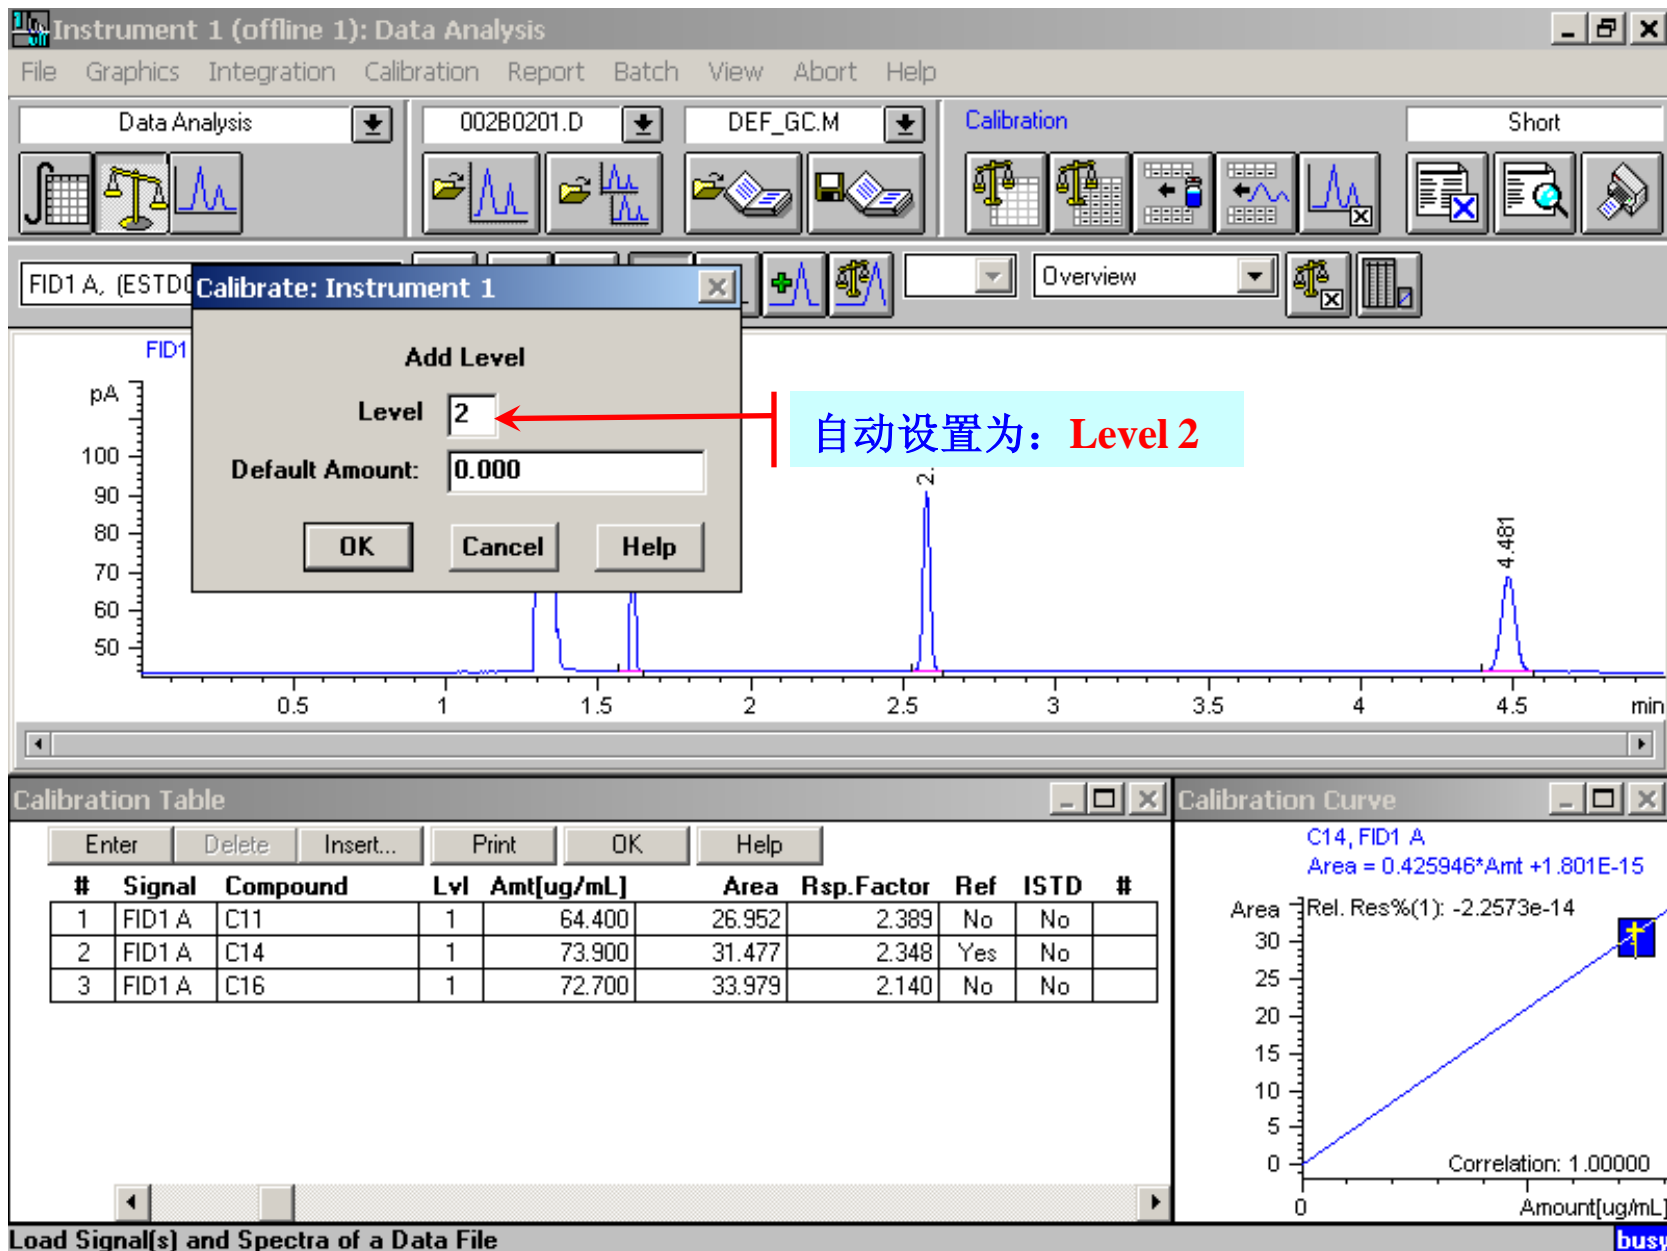 Instrument 1 (offline 1): Data Analysis
File Graphics Integration Calibration Report Batch View Abort Help
Data Analysis 002B0201.D DEF_GC.M Calibration Short
FID1 A, (ESTD
Overview
Calibrate: Instrument 1
Add Level
Level 2
Default Amount: 0.000
OK Cancel Help
自动设置为：Level 2
FID1
pA
100
90
80
70
60
50
2.
4.481
0.5 1 1.5 2 2.5 3 3.5 4 4.5 min
Calibration Table
Enter Delete Insert... Print OK Help
# Signal Compound Lvl Amt[ug/mL] Area Rsp.Factor Ref ISTD #
1 FID1 A C11 1 64.400 26.952 2.389 No No
2 FID1 A C14 1 73.900 31.477 2.348 Yes No
3 FID1 A C16 1 72.700 33.979 2.140 No No
Calibration Curve
C14, FID1 A
Area = 0.425946*Amt +1.801E-15
Area
Rel. Res%(1): -2.2573e-14
30
25
20
15
10
5
0
Correlation: 1.00000
0 Amount[ug/mL]
Load Signal(s) and Spectra of a Data File
busy